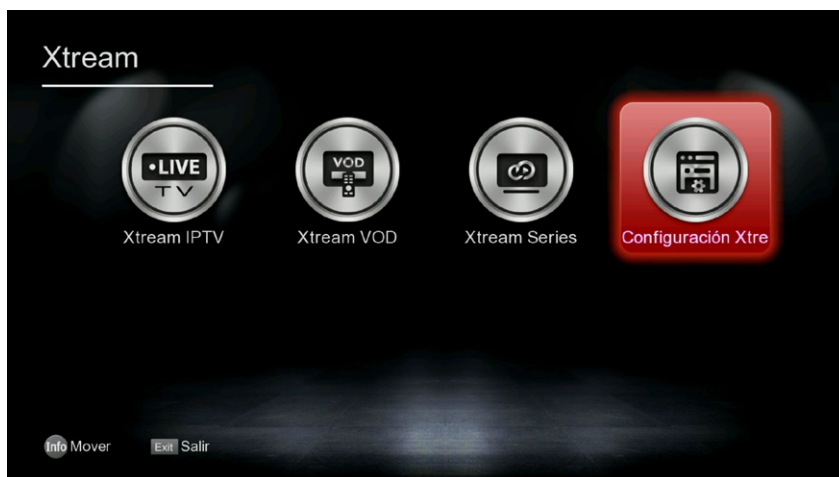 Xtream
•LIVE
TV
VOD
Xtream IPTV
Xtream VOD
Xtream Series
Configuración Xtre
Info Mover
Exit Salir